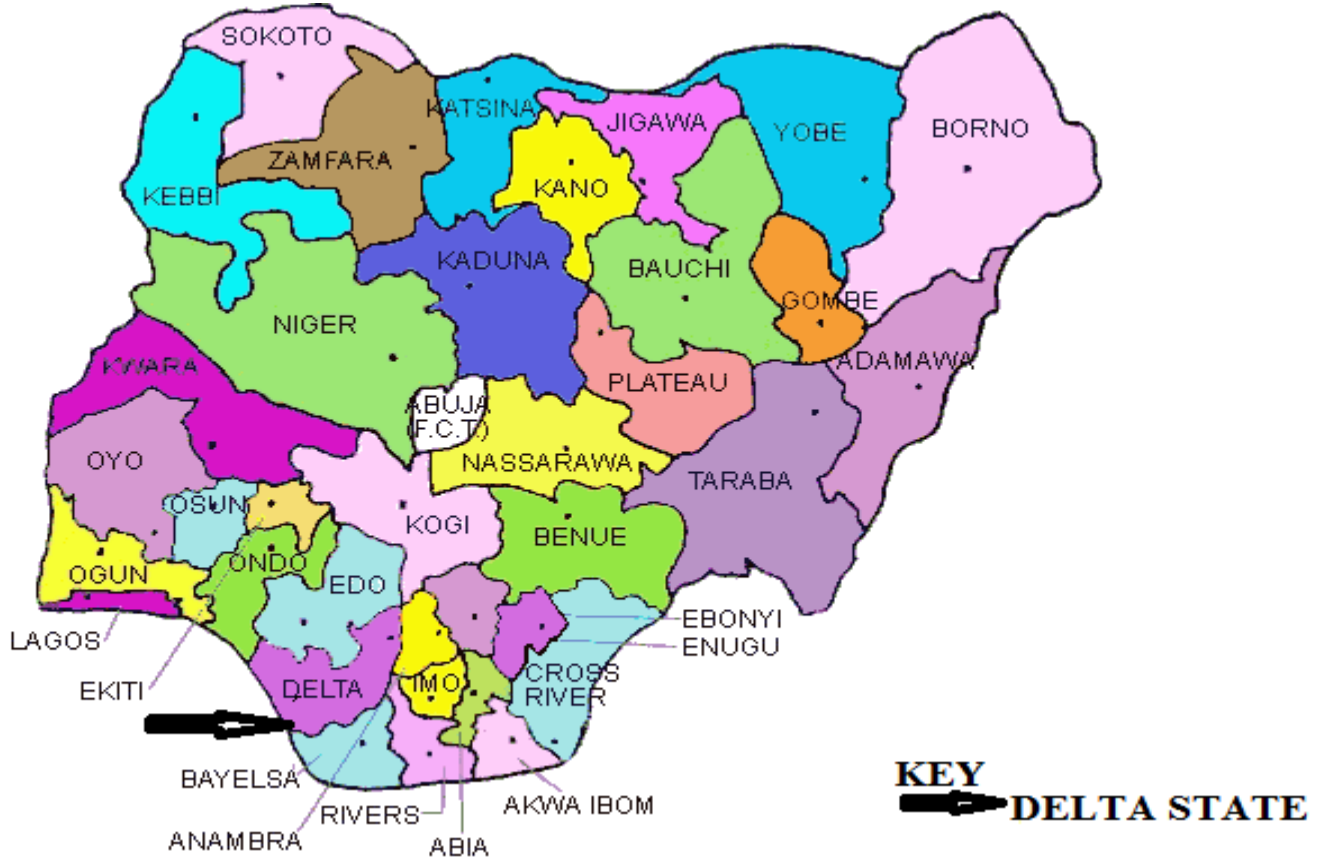 SOKOTO
KATSINA
JIGAWA
YOBE
BORNO
ZAMFARA
KANO
KEBBI
KADUNA
BAUCHI
GOMBE
NIGER
KWARA
ADAMAWA
PLATEAU
ABUJA
(F.C.T.)
OYO
NASSARAWA
TARABA
OSUN
KOGI
BENUE
ONDO
OGUN
EDO
LAGOS
EBONYI
ENUGU
EKITI
DELTA
IMO
CROSS
RIVER
BAYELSA
RIVERS
AKWA IBOM
ANAMBRA
ABIA
KEY
DELTA STATE